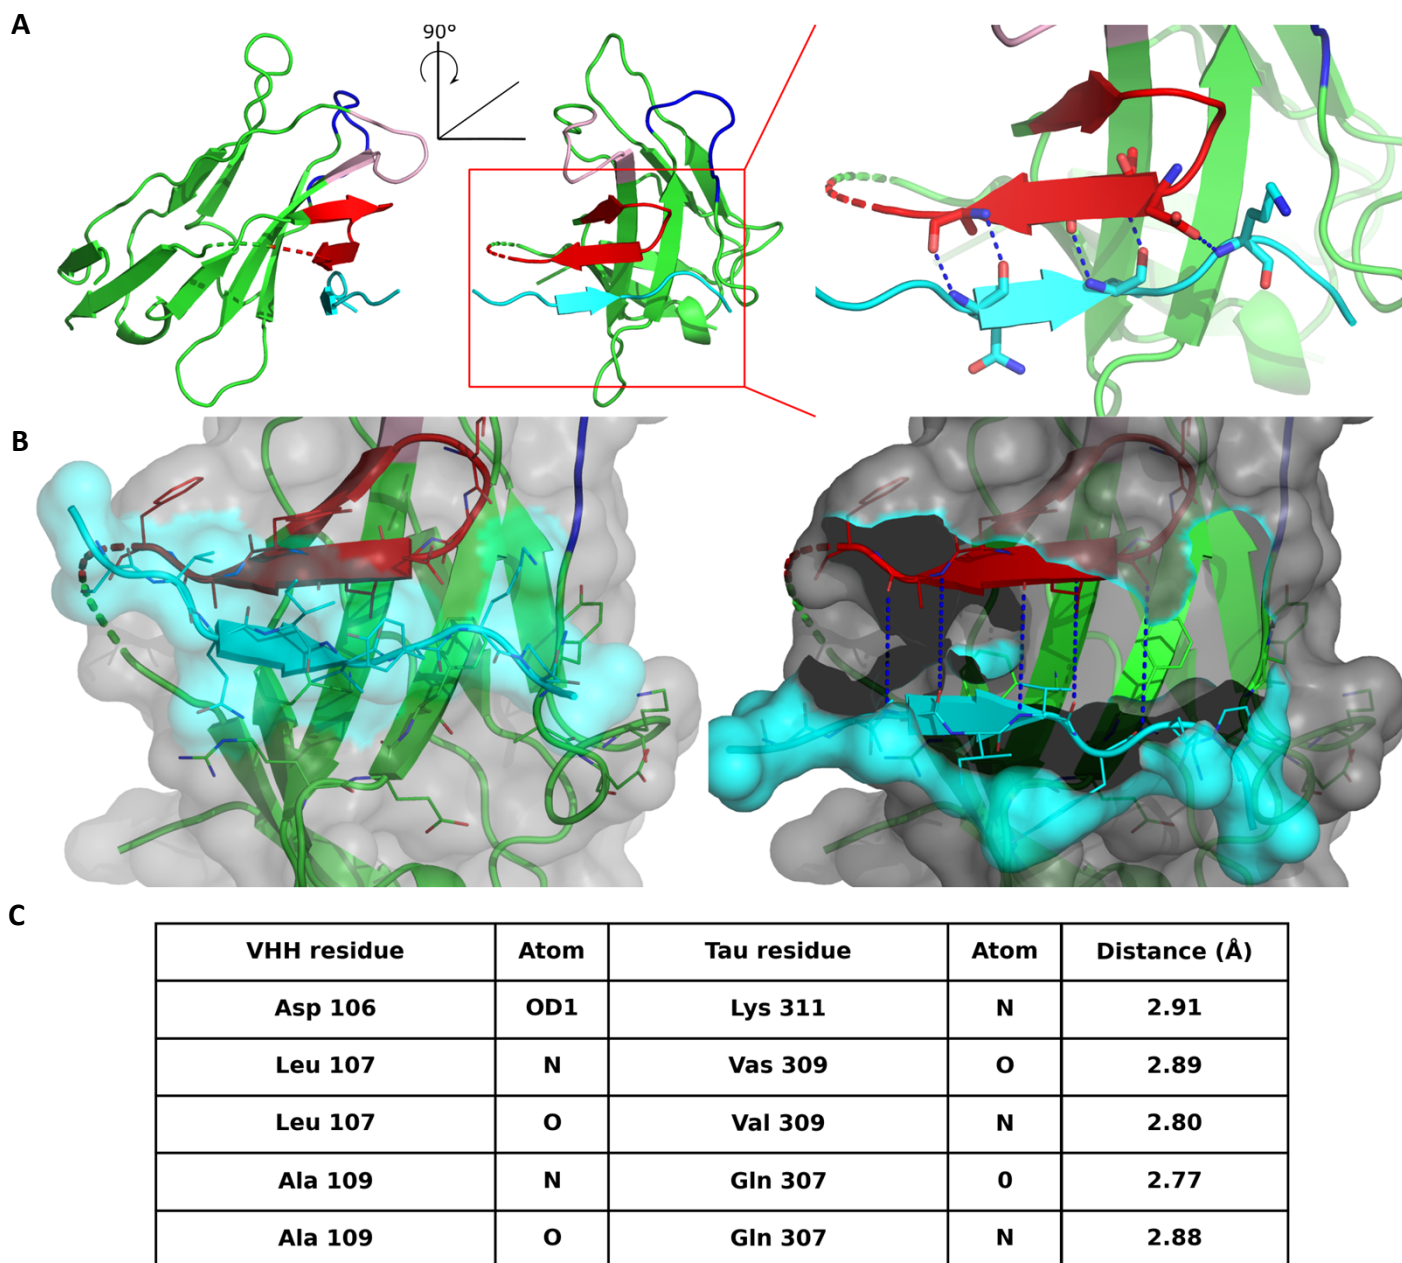 A
90°
B
C
VHH residue Atom Tau residue Atom Distance (Å)
Asp 106 OD1 Lys 311 N 2.91
Leu 107 N Vas 309 O 2.89
Leu 107 O Val 309 N 2.80
Ala 109 N Gln 307 0 2.77
Ala 109 O Gln 307 N 2.88